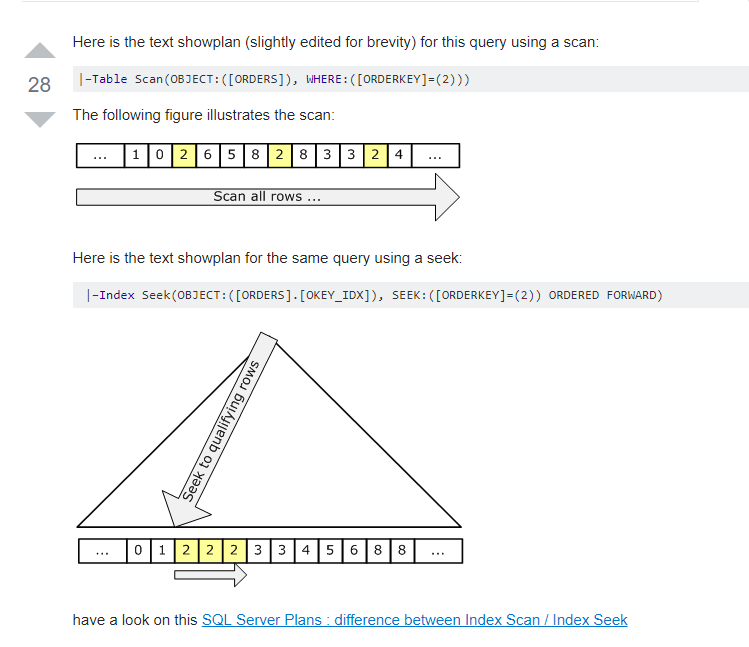 Here is the text showplan (slightly edited for brevity) for this query using a scan:
28
|-Table Scan(OBJECT:([ORDERS]), WHERE:([ORDERKEY]=(2)))
The following figure illustrates the scan:
... 1 0 2 6 5 8 2 8 3 3 2 4 ...
Scan all rows ...
Here is the text showplan for the same query using a seek:
|-Index Seek(OBJECT:([ORDERS].[OKEY_IDX]), SEEK:([ORDERKEY]=(2)) ORDERED FORWARD)
Seek to qualifying rows
... 0 1 2 2 2 3 3 4 5 6 8 8 ...
have a look on this SQL Server Plans : difference between Index Scan / Index Seek